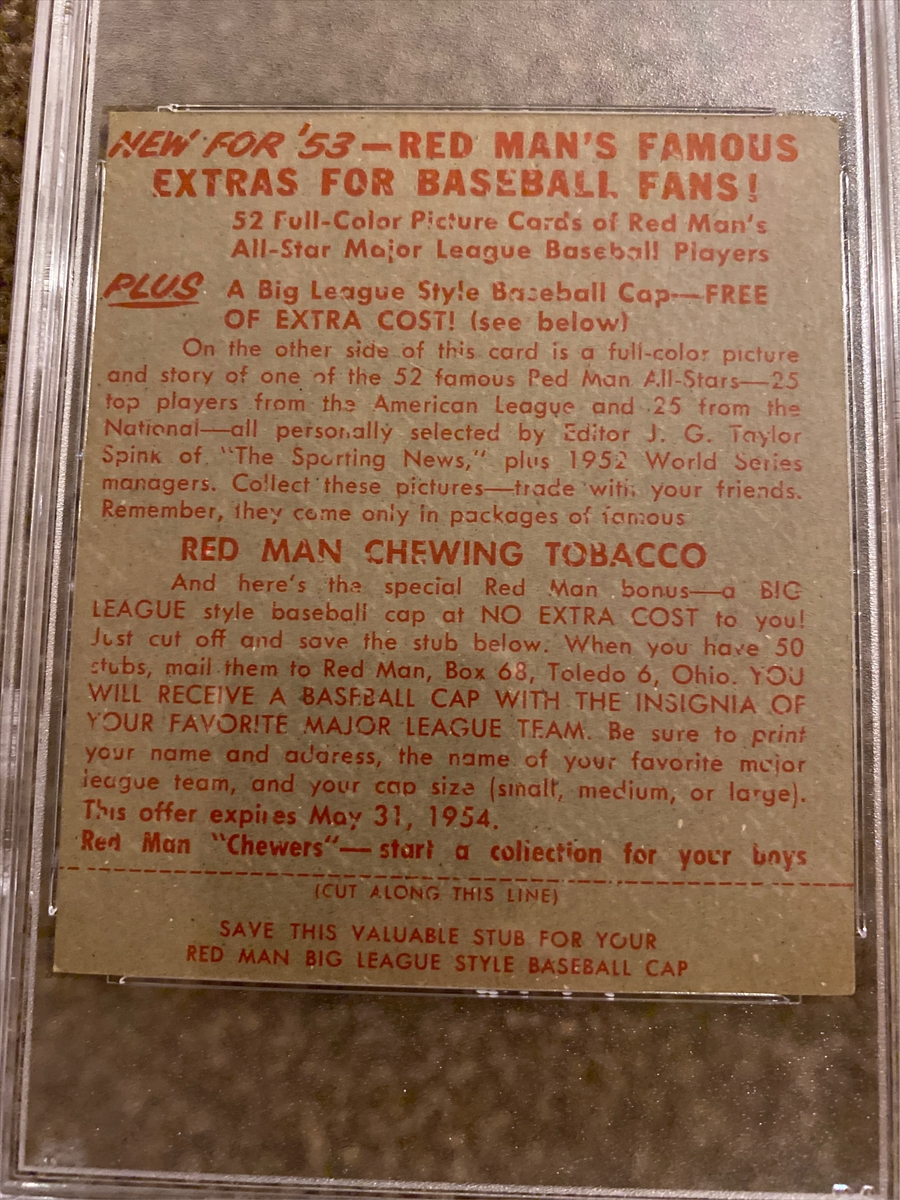 NEW FOR '53—RED MAN'S FAMOUS
EXTRAS FOR BASEBALL FANS!
52 Full-Color Picture Cards of Red Man's
All-Star Major League Baseball Players
PLUS A Big League Style Baseball Cap—FREE
OF EXTRA COST! (see below)
On the other side of this card is a full-color picture
and story of one of the 52 famous Red Man All-Stars—25
top players from the American League and 25 from the
National—all personally selected by Editor J. G. Taylor
Spink of "The Sporting News," plus 1952 World Series
managers. Collect these pictures—trade with your friends.
Remember, they come only in packages of famous
RED MAN CHEWING TOBACCO
And here's the special Red Man bonus—a BIG
LEAGUE style baseball cap at NO EXTRA COST to you!
Just cut off and save the stub below. When you have 50
stubs, mail them to Red Man, Box 68, Toledo 6, Ohio. YOU
WILL RECEIVE A BASEBALL CAP WITH THE INSIGNIA OF
YOUR FAVORITE MAJOR LEAGUE TEAM. Be sure to print
your name and address, the name of your favorite major
league team, and your cap size (small, medium, or large).
This offer expires May 31, 1954.
Red Man "Chewers"—start a collection for your boys
(CUT ALONG THIS LINE)
SAVE THIS VALUABLE STUB FOR YOUR
RED MAN BIG LEAGUE STYLE BASEBALL CAP